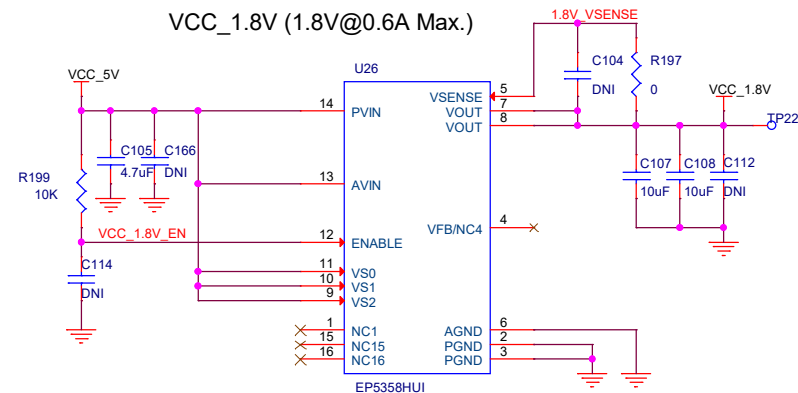 VCC_1.8V (1.8V@0.6A Max.)
1.8V_VSENSE
VCC_5V
U26
C104
DNI
R197
0
VCC_1.8V
TP22
14
PVIN
VSENSE
5
VOUT
7
VOUT
8
C105
4.7uF
C166
DNI
R199
10K
13
AVIN
C107
10uF
C108
10uF
C112
DNI
VCC_1.8V_EN
12
ENABLE
VFB/NC4
4
C114
DNI
11
VS0
10
VS1
9
VS2
1
NC1
15
NC15
16
NC16
AGND
6
PGND
2
PGND
3
EP5358HUI